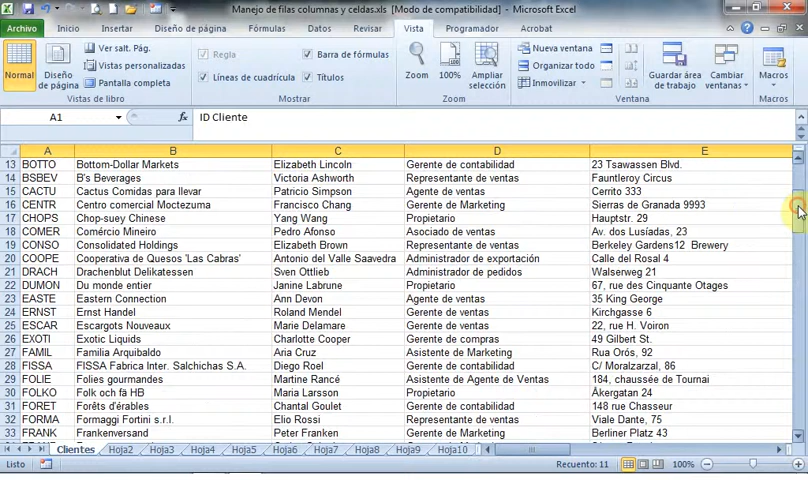 Manejo de filas columnas y celdas.xls [Modo de compatibilidad] - Microsoft Excel
Archivo Inicio Insertar Diseño de página Fórmulas Datos Revisar Vista Programador Acrobat
Normal
Diseño de página
Ver salt. Pág.
Vistas personalizadas
Pantalla completa
Vistas de libro
Regla
Barra de fórmulas
Líneas de cuadrícula
Títulos
Mostrar
Zoom
100%
Ampliar selección
Zoom
Nueva ventana
Organizar todo
Inmovilizar
Guardar área de trabajo
Cambiar ventanas
Ventana
Macros
Macros
A1 fx ID Cliente
A B C D E
13 BOTTO Bottom-Dollar Markets Elizabeth Lincoln Gerente de contabilidad 23 Tsawassen Blvd.
14 BSBEV B's Beverages Victoria Ashworth Representante de ventas Fauntleroy Circus
15 CACTU Cactus Comidas para llevar Patricio Simpson Agente de ventas Cerrito 333
16 CENTR Centro comercial Moctezuma Francisco Chang Gerente de Marketing Sierras de Granada 9993
17 CHOPS Chop-suey Chinese Yang Wang Propietario Hauptstr. 29
18 COMER Comércio Mineiro Pedro Afonso Asociado de ventas Av. dos Lusíadas, 23
19 CONSO Consolidated Holdings Elizabeth Brown Representante de ventas Berkeley Gardens12 Brewery
20 COOPE Cooperativa de Quesos 'Las Cabras' Antonio del Valle Saavedra Administrador de exportación Calle del Rosal 4
21 DRACH Drachenblut Delikatessen Sven Ottlieb Administrador de pedidos Walserweg 21
22 DUMON Du monde entier Janine Labrune Propietario 67, rue des Cinquante Otages
23 EASTE Eastern Connection Ann Devon Agente de ventas 35 King George
24 ERNST Ernst Handel Roland Mendel Gerente de ventas Kirchgasse 6
25 ESCAR Escargots Nouveaux Marie Delamare Gerente de ventas 22, rue H. Voiron
26 EXOTI Exotic Liquids Charlotte Cooper Gerente de compras 49 Gilbert St.
27 FAMIL Familia Arquibaldo Aria Cruz Asistente de Marketing Rua Orós, 92
28 FISSA FISSA Fabrica Inter. Salchichas S.A. Diego Roel Gerente de contabilidad C/ Moralzarzal, 86
29 FOLIE Folies gourmandes Martine Rancé Asistente de Agente de Ventas 184, chaussée de Tournai
30 FOLKO Folk och fä HB Maria Larsson Propietario Åkergatan 24
31 FORET Forêts d'érables Chantal Goulet Gerente de contabilidad 148 rue Chasseur
32 FORMA Formaggi Fortini s.r.l. Elio Rossi Gerente de ventas Viale Dante, 75
33 FRANK Frankenversand Peter Franken Gerente de Marketing Berliner Platz 43
Clientes Hoja2 Hoja3 Hoja4 Hoja5 Hoja6 Hoja7 Hoja8 Hoja9 Hoja10
Listo Recuento: 11 100%